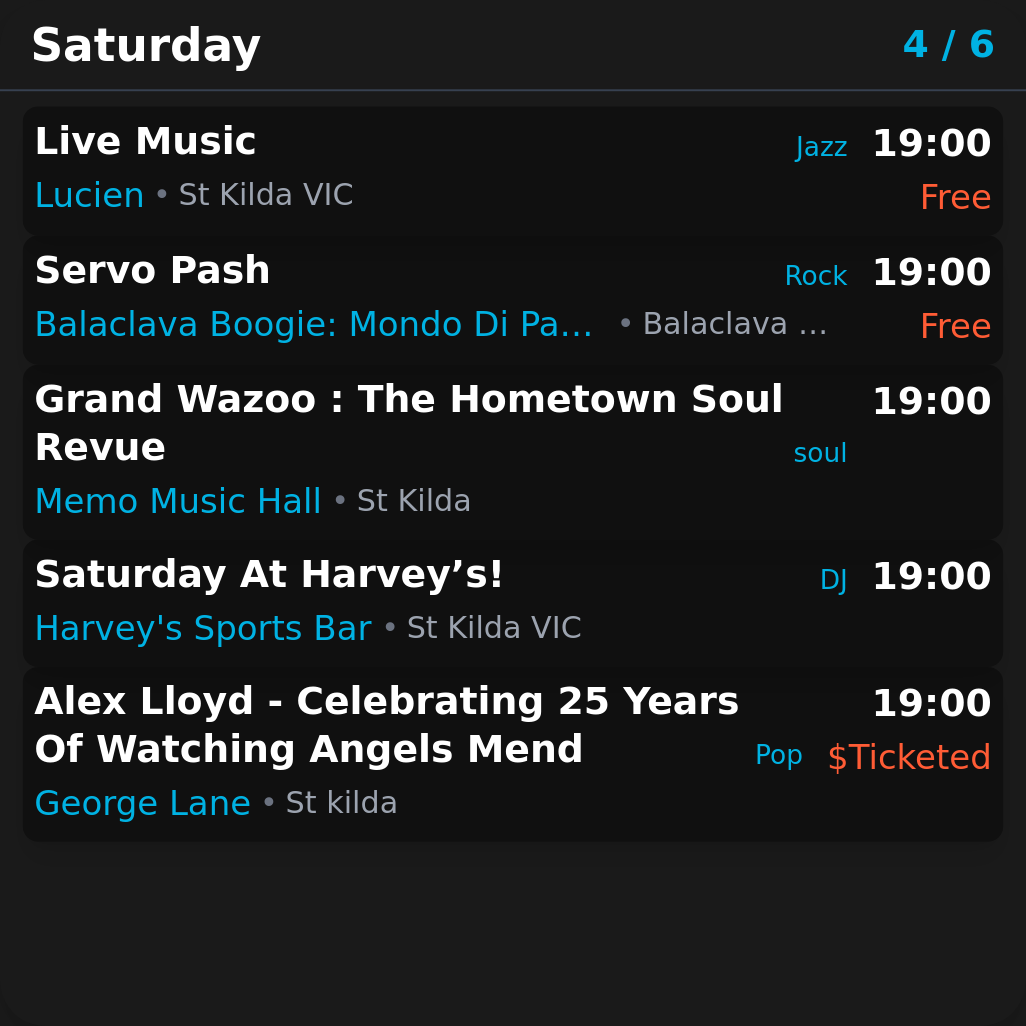 Saturday 4 / 6
Live Music Jazz 19:00
Lucien • St Kilda VIC Free
Servo Pash Rock 19:00
Balaclava Boogie: Mondo Di Pa... • Balaclava ... Free
Grand Wazoo : The Hometown Soul 19:00
Revue soul
Memo Music Hall • St Kilda
Saturday At Harvey’s! DJ 19:00
Harvey's Sports Bar • St Kilda VIC
Alex Lloyd - Celebrating 25 Years 19:00
Of Watching Angels Mend Pop $Ticketed
George Lane • St kilda